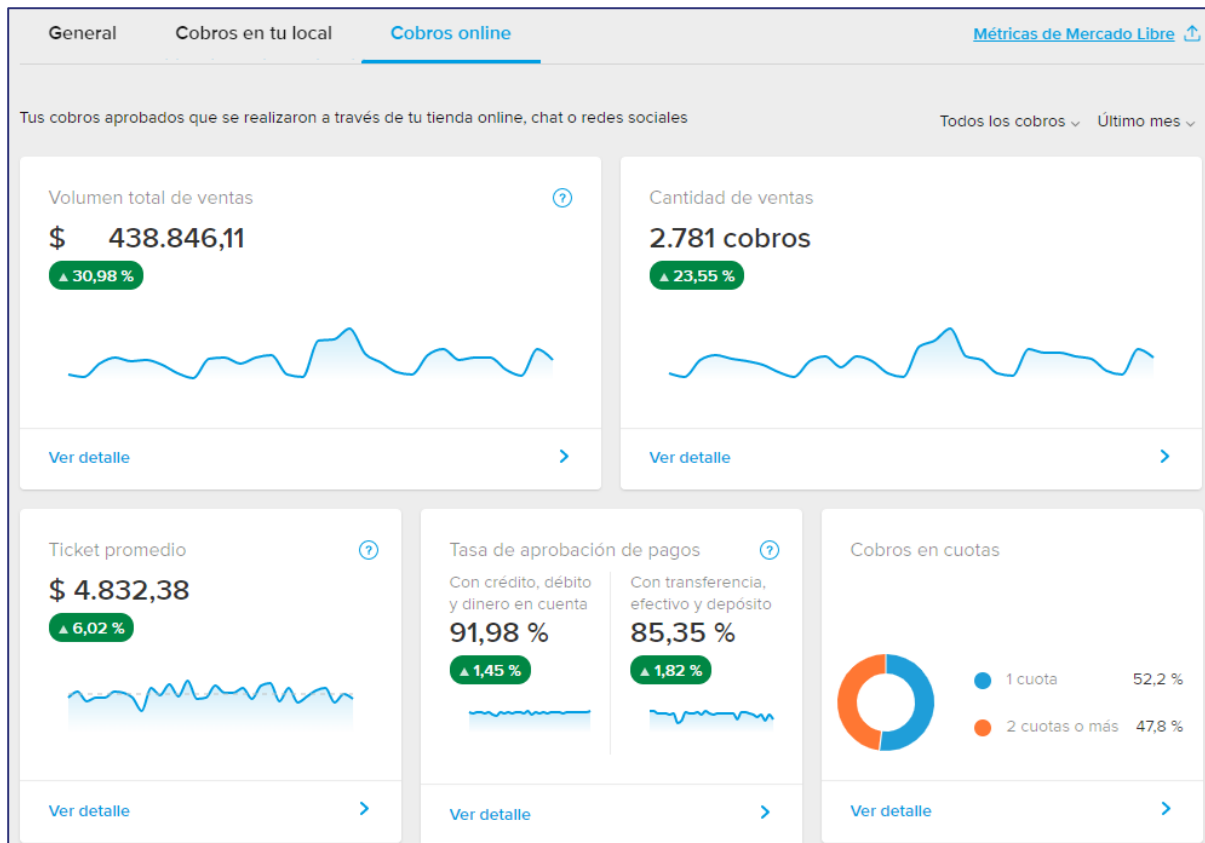 General Cobros en tu local Cobros online Métricas de Mercado Libre
Tus cobros aprobados que se realizaron a través de tu tienda online, chat o redes sociales
Todos los cobros Último mes
Volumen total de ventas ?
$ 438.846,11
▲ 30,98 %
Ver detalle
Cantidad de ventas
2.781 cobros
▲ 23,55 %
Ver detalle
Ticket promedio ?
$ 4.832,38
▲ 6,02 %
Ver detalle
Tasa de aprobación de pagos ?
Con crédito, débito
y dinero en cuenta
91,98 %
▲ 1,45 %
Con transferencia,
efectivo y depósito
85,35 %
▲ 1,82 %
Ver detalle
Cobros en cuotas
1 cuota 52,2 %
2 cuotas o más 47,8 %
Ver detalle